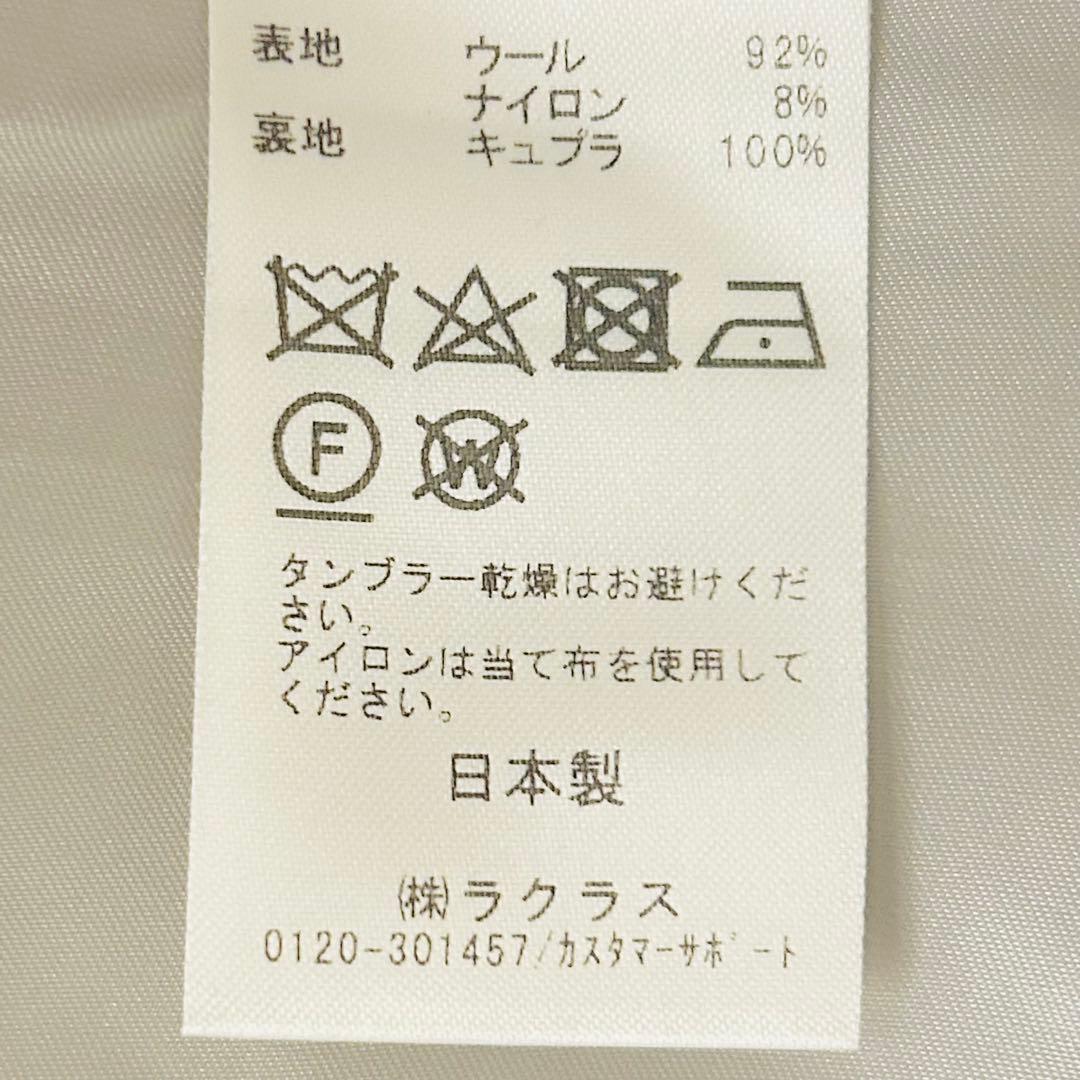 表地 ウール 92%
ナイロン 8%
裏地 キュプラ 100%
F W
タンブラー乾燥はお避けくだ
さい。
アイロンは当て布を使用して
ください。
日本製
(株)ラクラス
0120-301457/カスタマーサポート